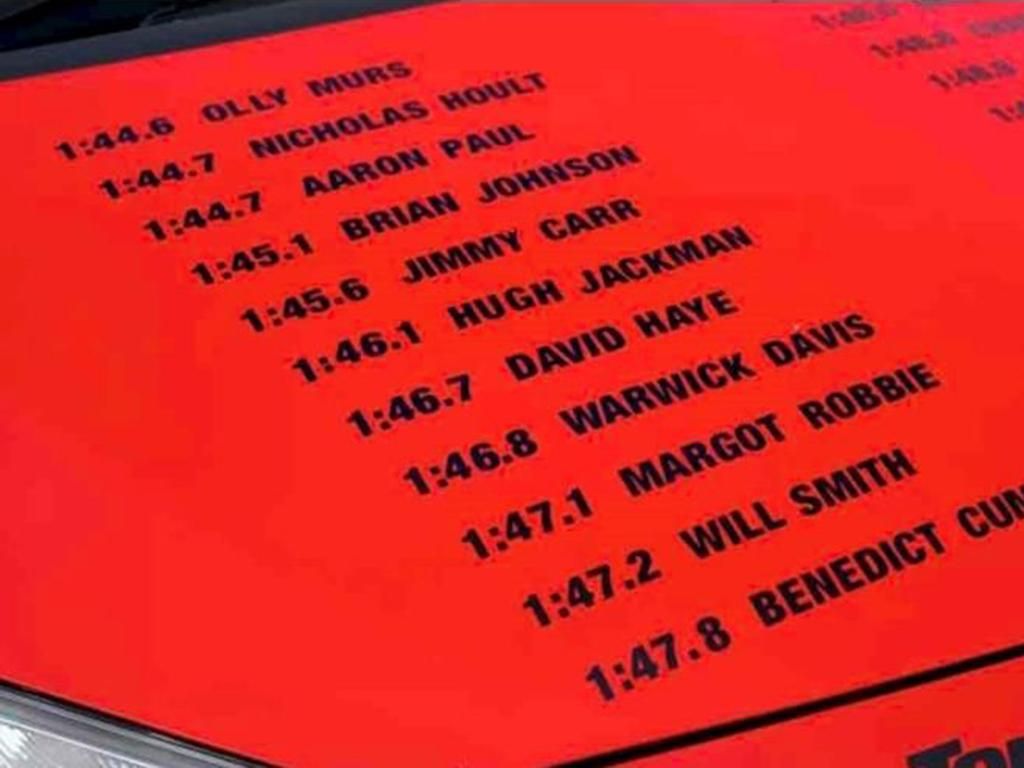 1:44.6 OLLY MURS
1:44.7 NICHOLAS HOULT
1:44.7 AARON PAUL
1:45.1 BRIAN JOHNSON
1:45.6 JIMMY CARR
1:46.1 HUGH JACKMAN
1:46.7 DAVID HAYE
1:46.8 WARWICK DAVIS
1:47.1 MARGOT ROBBIE
1:47.2 WILL SMITH
1:47.8 BENEDICT CUM